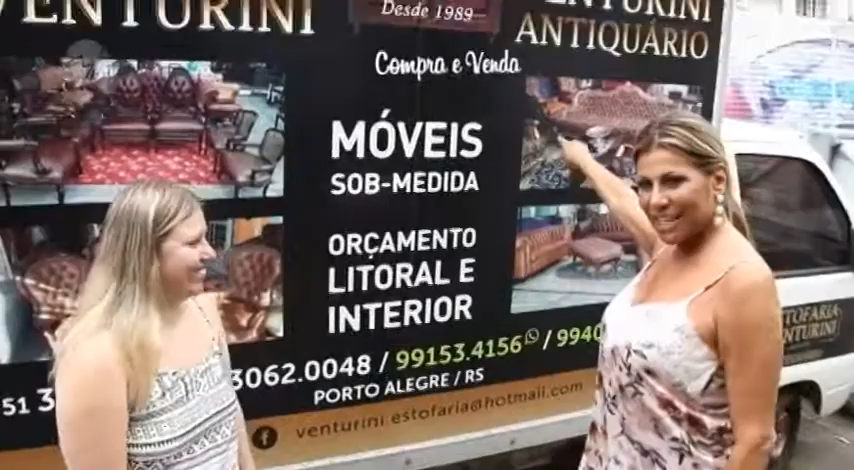 VENTURINI
Desde 1989
VENTURINI
ANTIQUÁRIO
Compra e Venda
MÓVEIS
SOB-MEDIDA
ORÇAMENTO
LITORAL E
INTERIOR
51 3062.0048 / 99153.4156 / 9940
PORTO ALEGRE / RS
venturini.estofaria@hotmail.com
ESTOFARIA
VENTURINI